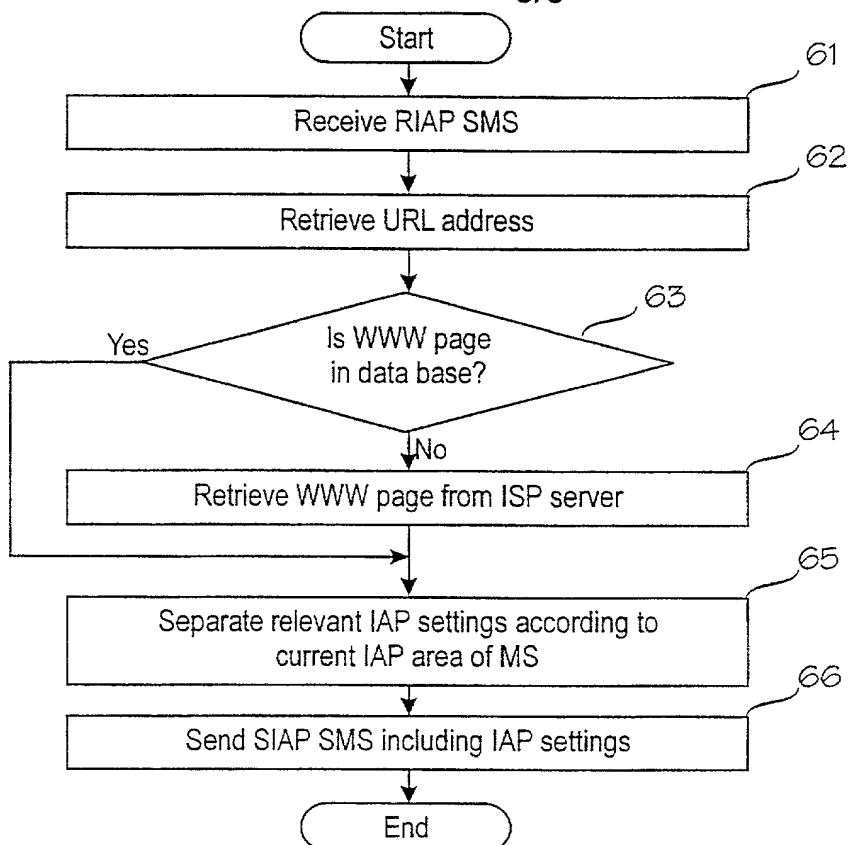 Start
61
Receive RIAP SMS
62
Retrieve URL address
63
Yes
Is WWW page
in data base?
No
64
Retrieve WWW page from ISP server
65
Separate relevant IAP settings according to
current IAP area of MS
66
Send SIAP SMS including IAP settings
End